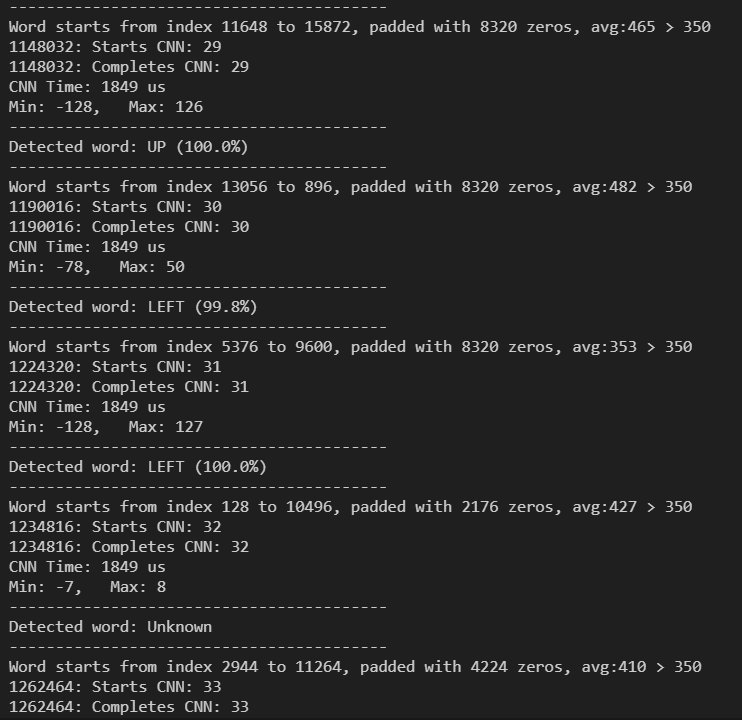 -----------------------------------------
Word starts from index 11648 to 15872, padded with 8320 zeros, avg:465 > 350
1148032: Starts CNN: 29
1148032: Completes CNN: 29
CNN Time: 1849 us
Min: -128,   Max: 126
-----------------------------------------
Detected word: UP (100.0%)
-----------------------------------------
Word starts from index 13056 to 896, padded with 8320 zeros, avg:482 > 350
1190016: Starts CNN: 30
1190016: Completes CNN: 30
CNN Time: 1849 us
Min: -78,   Max: 50
-----------------------------------------
Detected word: LEFT (99.8%)
-----------------------------------------
Word starts from index 5376 to 9600, padded with 8320 zeros, avg:353 > 350
1224320: Starts CNN: 31
1224320: Completes CNN: 31
CNN Time: 1849 us
Min: -128,   Max: 127
-----------------------------------------
Detected word: LEFT (100.0%)
-----------------------------------------
Word starts from index 128 to 10496, padded with 2176 zeros, avg:427 > 350
1234816: Starts CNN: 32
1234816: Completes CNN: 32
CNN Time: 1849 us
Min: -7,   Max: 8
-----------------------------------------
Detected word: Unknown
-----------------------------------------
Word starts from index 2944 to 11264, padded with 4224 zeros, avg:410 > 350
1262464: Starts CNN: 33
1262464: Completes CNN: 33